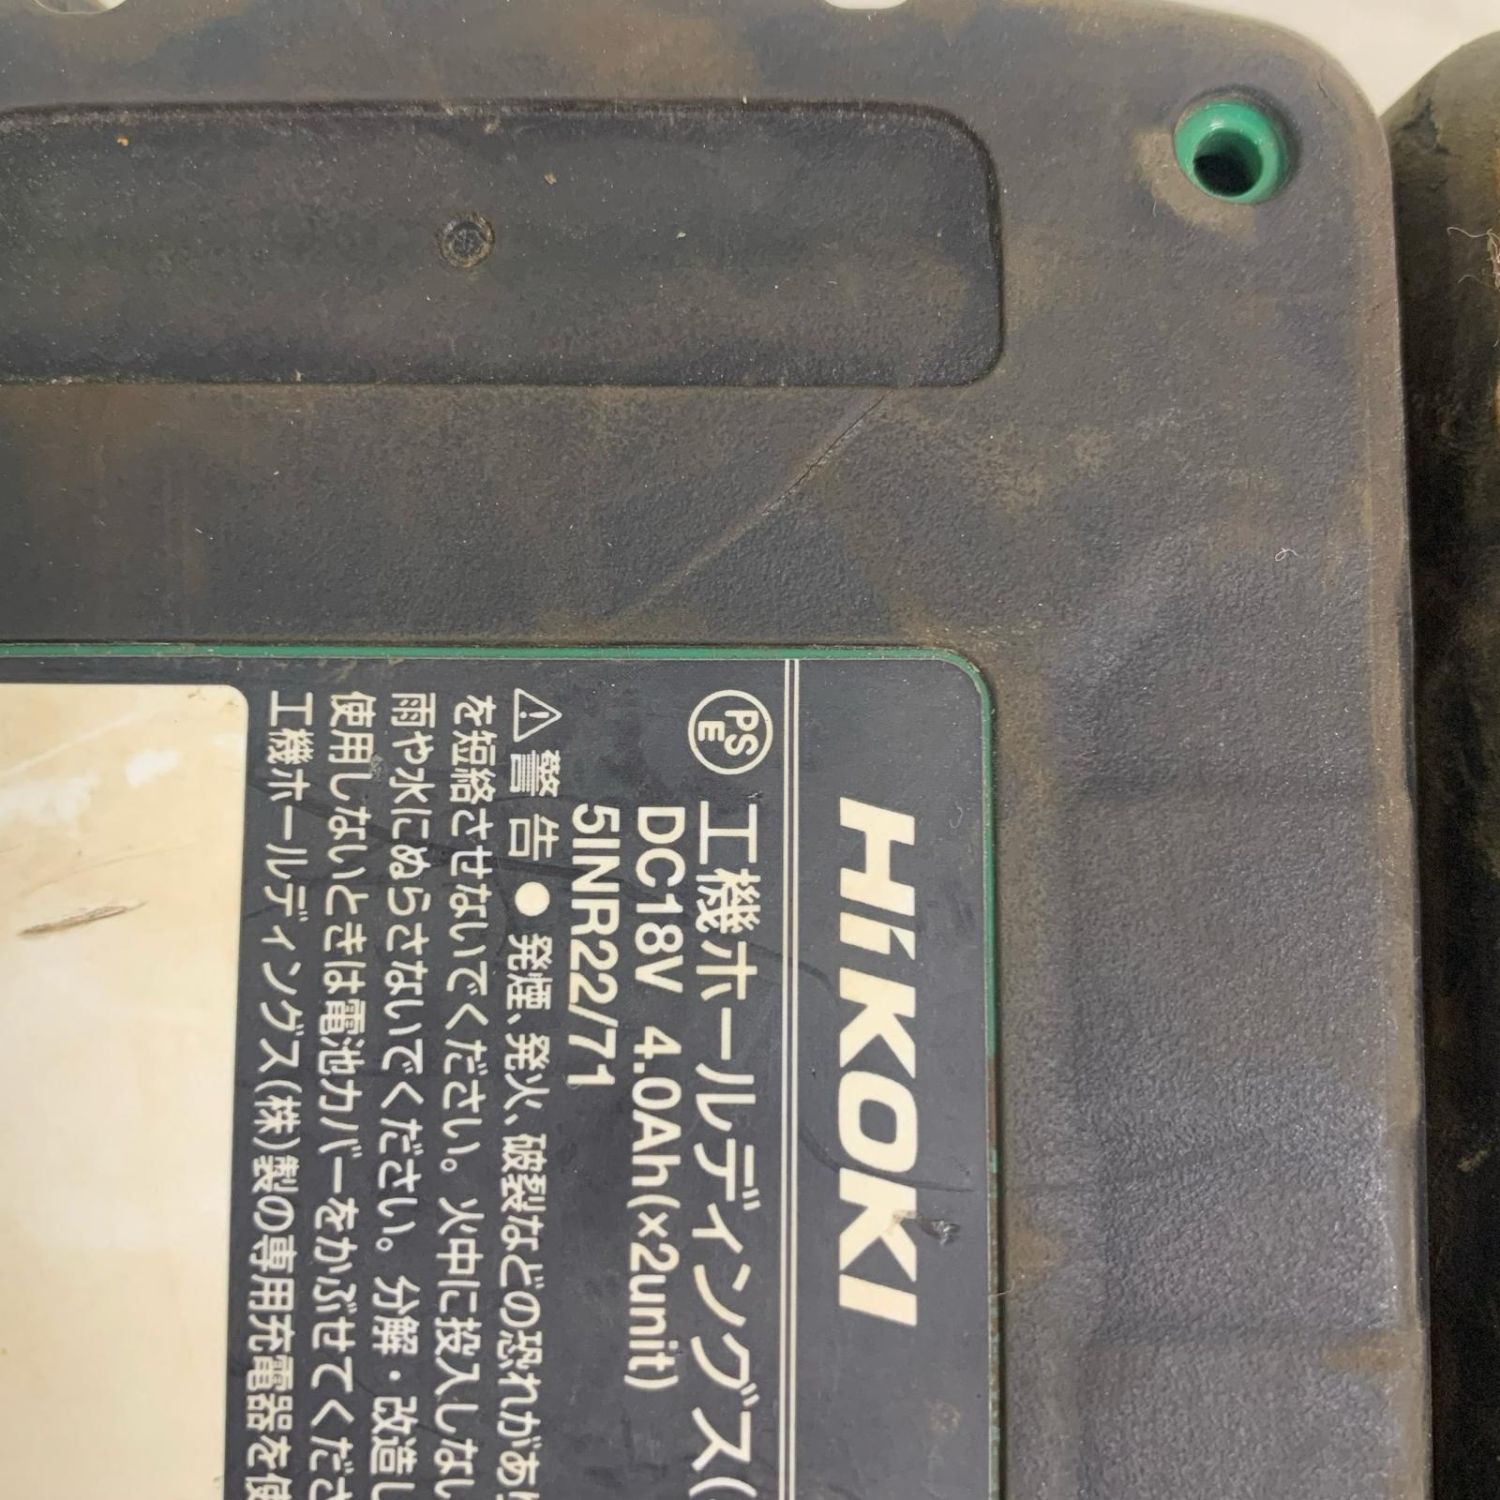 HiKOKI
PSE
工機ホールディングス(
DC18V 4.0Ah(×2unit)
5INR22/71
警告 ● 発煙、発火、破裂などの恐れがあり
を短絡させないでください。火中に投入しない
雨や水にぬらさないでください。分解・改造し
使用しないときは電池カバーをかぶせてくださ
工機ホールディングス(株)製の専用充電器を使